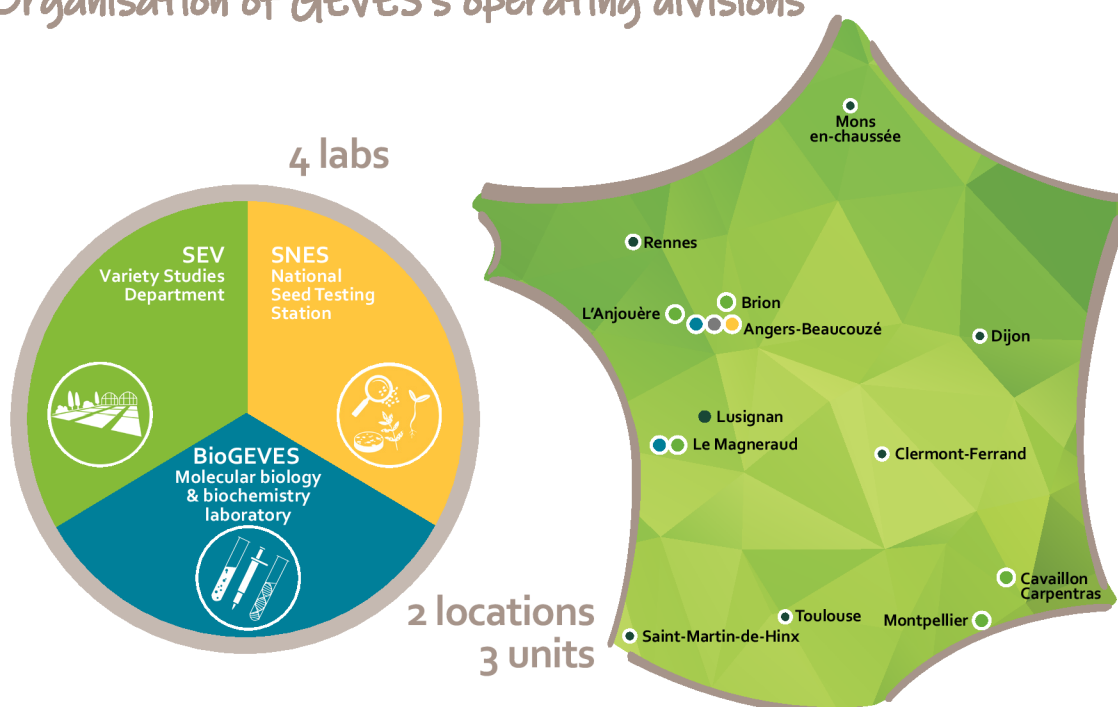 Organisation of GEVES's operating divisions
4 labs
SEV
Variety Studies
Department
SNES
National
Seed Testing
Station
BioGEVES
Molecular biology
& biochemistry
laboratory
2 locations
3 units
Mons
en-chaussée
Rennes
Brion
L'Anjouère
Angers-Beaucouzé
Dijon
Lusignan
Le Magneraud
Clermont-Ferrand
Cavaillon
Carpentras
Toulouse
Montpellier
Saint-Martin-de-Hinx